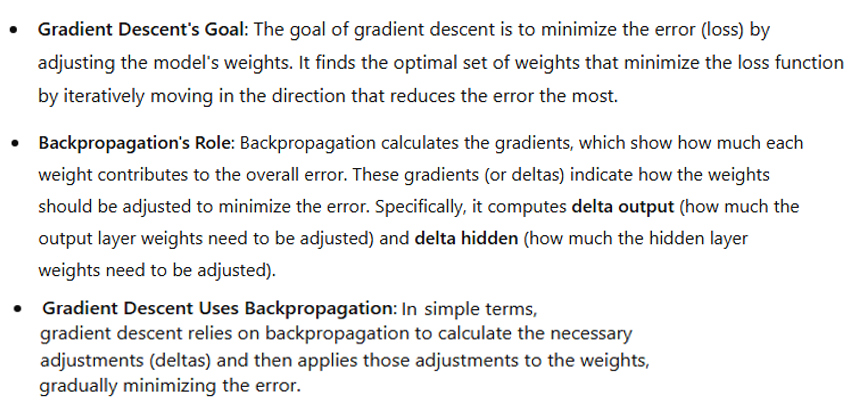 • Gradient Descent's Goal: The goal of gradient descent is to minimize the error (loss) by
adjusting the model's weights. It finds the optimal set of weights that minimize the loss function
by iteratively moving in the direction that reduces the error the most.
• Backpropagation's Role: Backpropagation calculates the gradients, which show how much each
weight contributes to the overall error. These gradients (or deltas) indicate how the weights
should be adjusted to minimize the error. Specifically, it computes delta output (how much the
output layer weights need to be adjusted) and delta hidden (how much the hidden layer
weights need to be adjusted).
• Gradient Descent Uses Backpropagation: In simple terms,
gradient descent relies on backpropagation to calculate the necessary
adjustments (deltas) and then applies those adjustments to the weights,
gradually minimizing the error.